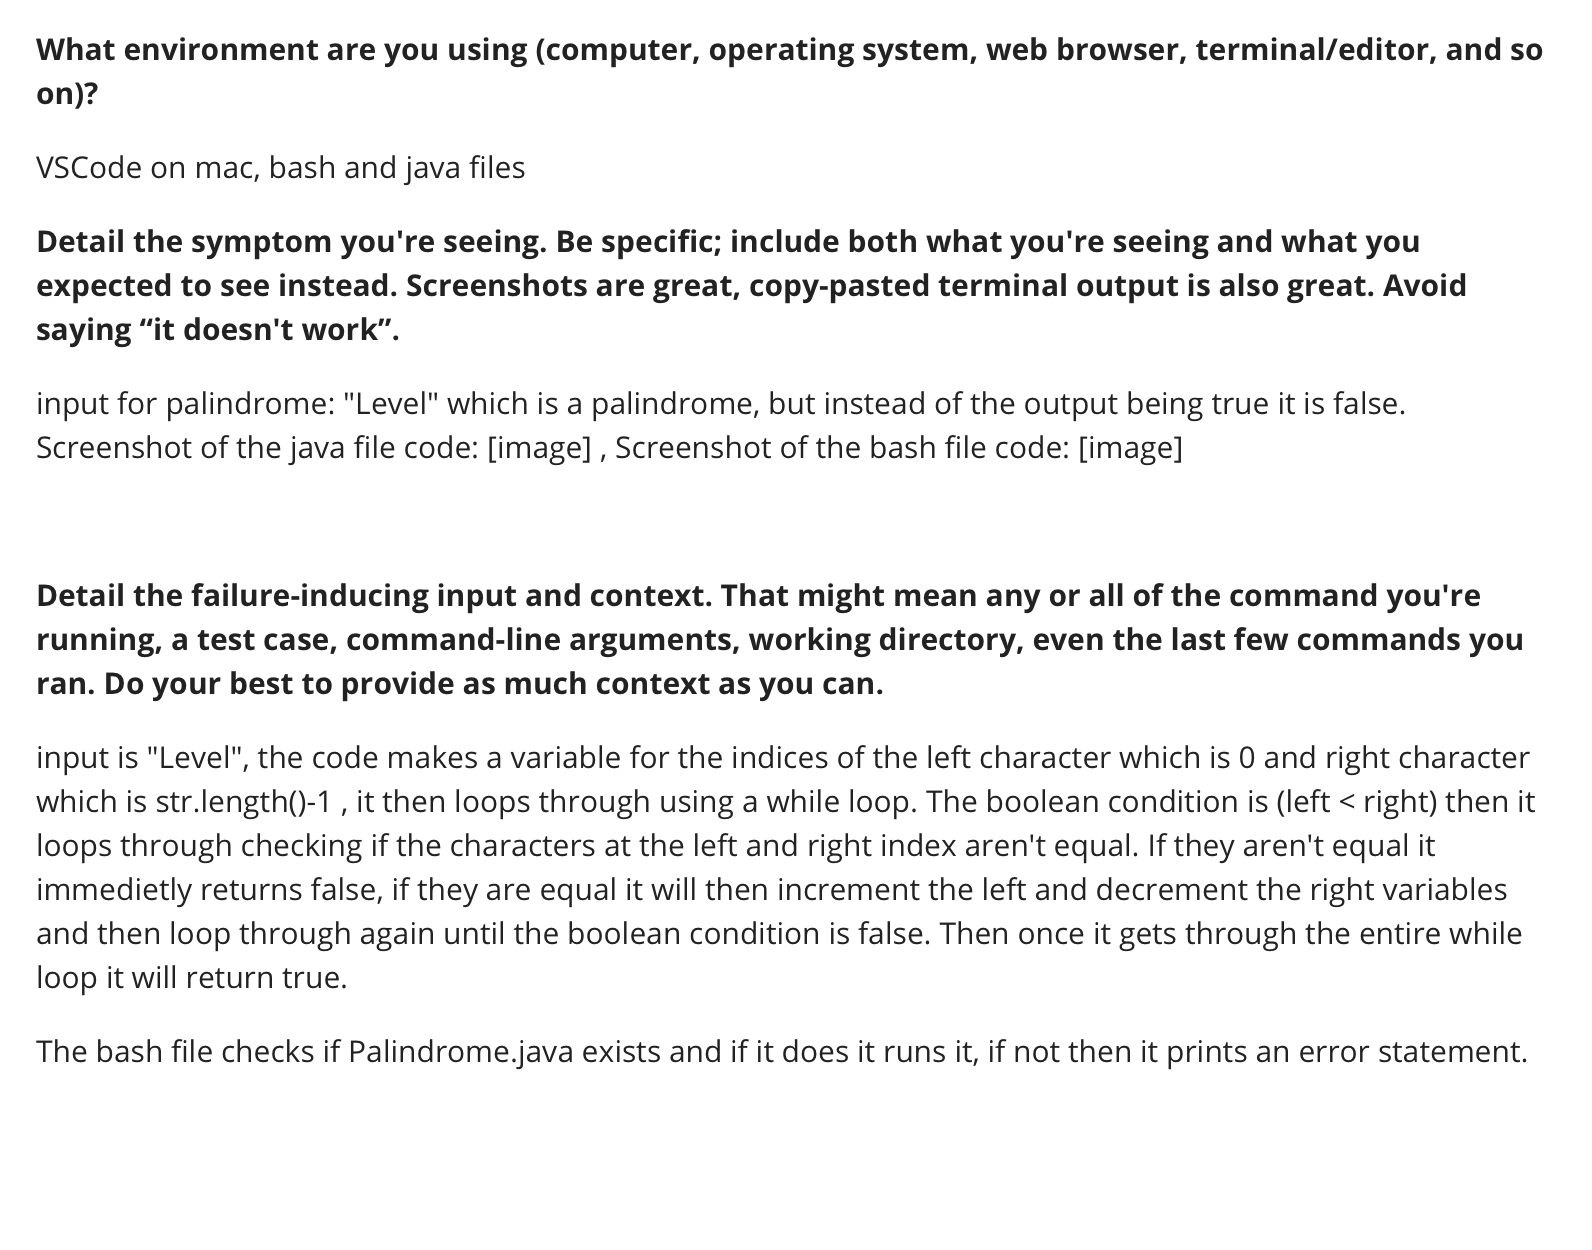 What environment are you using (computer, operating system, web browser, terminal/editor, and so
on)?
VSCode on mac, bash and java files
Detail the symptom you're seeing. Be specific; include both what you're seeing and what you
expected to see instead. Screenshots are great, copy-pasted terminal output is also great. Avoid
saying “it doesn't work”.
input for palindrome: "Level" which is a palindrome, but instead of the output being true it is false.
Screenshot of the java file code: [image] , Screenshot of the bash file code: [image]
Detail the failure-inducing input and context. That might mean any or all of the command you're
running, a test case, command-line arguments, working directory, even the last few commands you
ran. Do your best to provide as much context as you can.
input is "Level", the code makes a variable for the indices of the left character which is 0 and right character
which is str.length()-1 , it then loops through using a while loop. The boolean condition is (left < right) then it
loops through checking if the characters at the left and right index aren't equal. If they aren't equal it
immedietly returns false, if they are equal it will then increment the left and decrement the right variables
and then loop through again until the boolean condition is false. Then once it gets through the entire while
loop it will return true.
The bash file checks if Palindrome.java exists and if it does it runs it, if not then it prints an error statement.